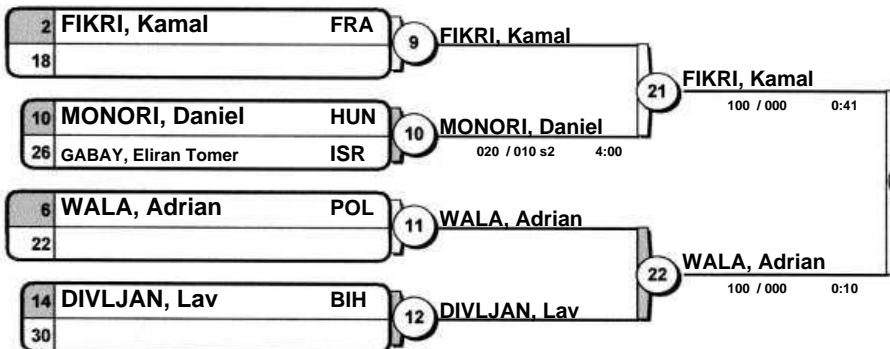 2 FIKRI, Kamal FRA
18
9 FIKRI, Kamal
10 MONORI, Daniel HUN
26 GABAY, Eliran Tomer ISR
10 MONORI, Daniel
020 / 010 s2 4:00
21 FIKRI, Kamal
100 / 000 0:41
6 WALA, Adrian POL
22
11 WALA, Adrian
14 DIVLJAN, Lav BIH
30
12 DIVLJAN, Lav
22 WALA, Adrian
100 / 000 0:10